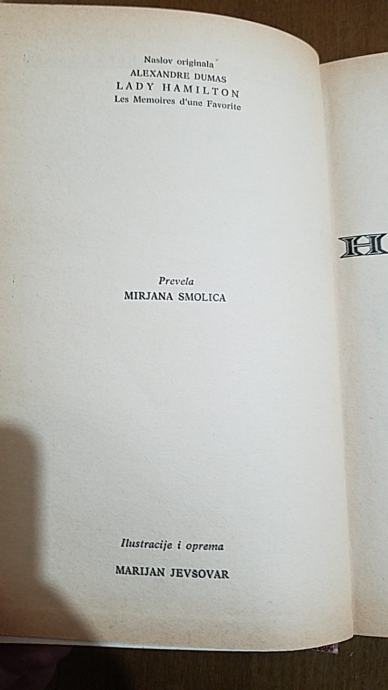 Naslov originala
ALEXANDRE DUMAS
LADY HAMILTON
Les Memoires d'une Favorite
Prevela
MIRJANA SMOLICA
Ilustracije i oprema
MARIJAN JEVSOVAR
H